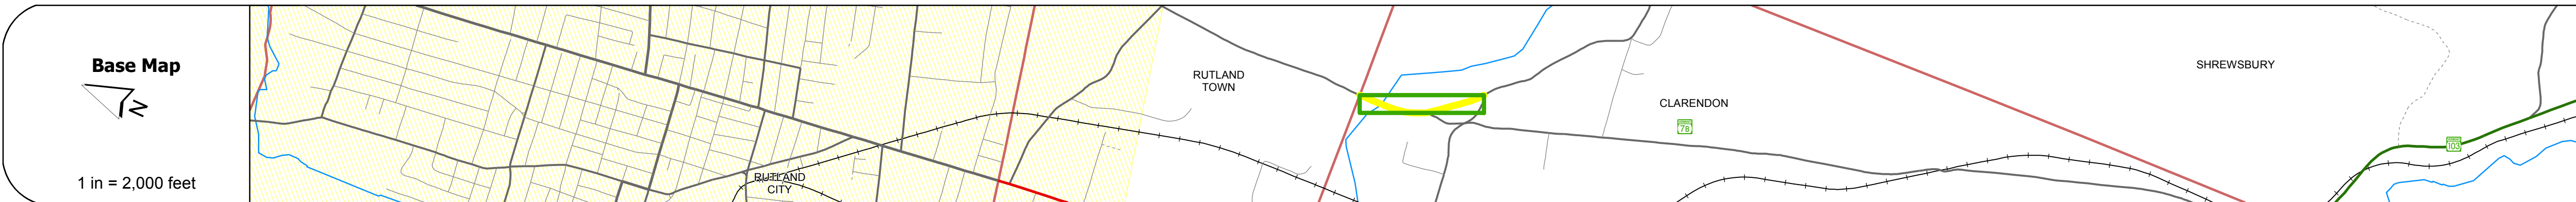 Base Map
N
1 in = 2,000 feet
RUTLAND
CITY
RUTLAND
TOWN
CLARENDON
7B
SHREWSBURY
103